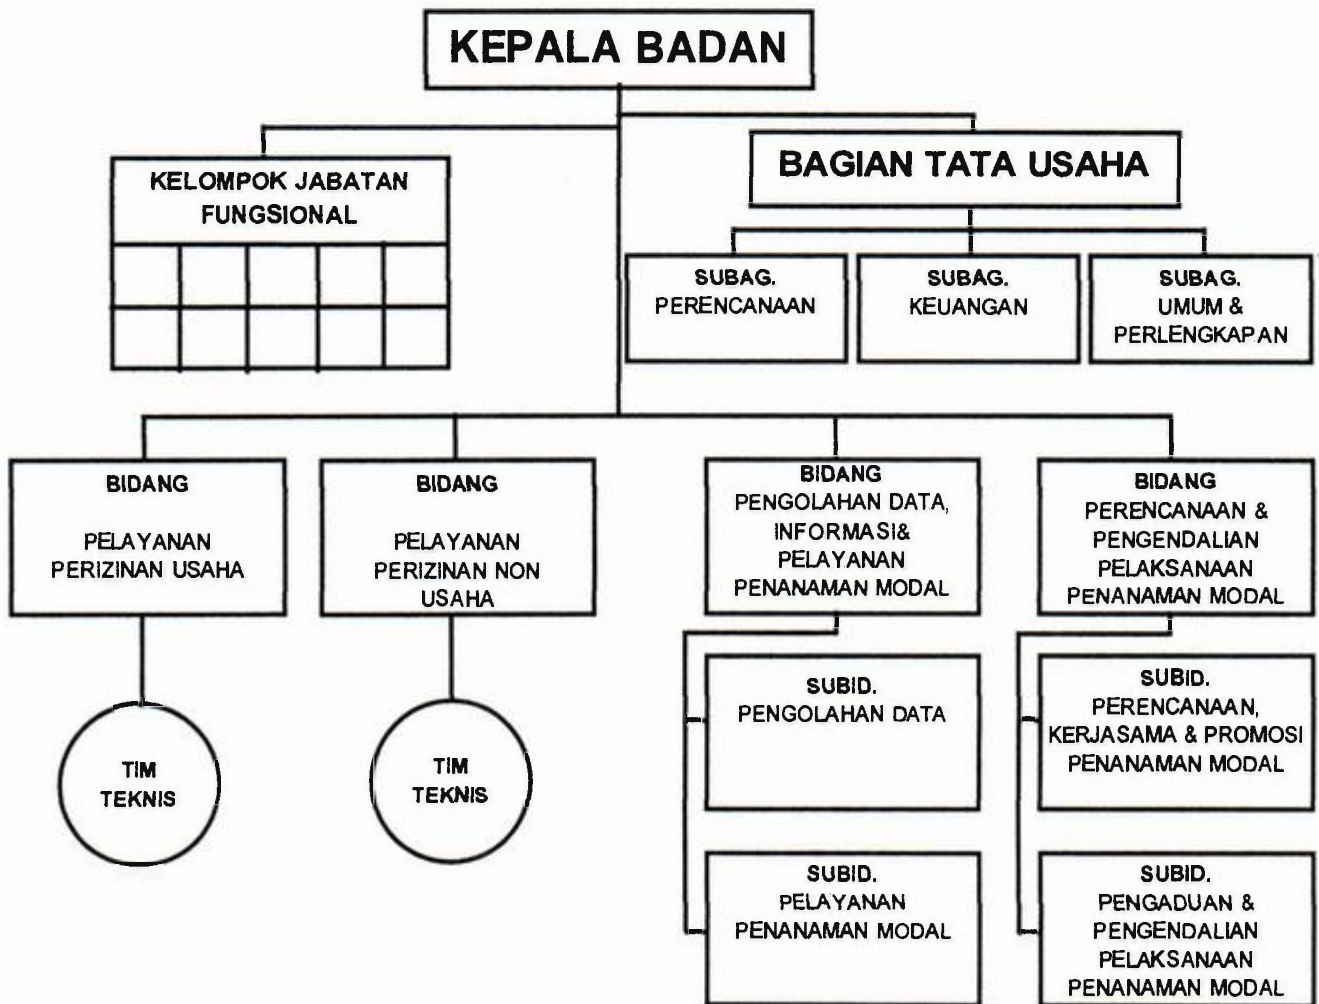 KEPALA BADAN
KELOMPOK JABATAN
FUNGSIONAL
BAGIAN TATA USAHA
SUBAG.
PERENCANAAN
SUBAG.
KEUANGAN
SUBAG.
UMUM &
PERLENGKAPAN
BIDANG
PELAYANAN
PERIZINAN USAHA
BIDANG
PELAYANAN
PERIZINAN NON
USAHA
BIDANG
PENGOLAHAN DATA,
INFORMASI&
PELAYANAN
PENANAMAN MODAL
BIDANG
PERENCANAAN &
PENGENDALIAN
PELAKSANAAN
PENANAMAN MODAL
TIM
TEKNIS
TIM
TEKNIS
SUBID.
PENGOLAHAN DATA
SUBID.
PERENCANAAN,
KERJASAMA & PROMOSI
PENANAMAN MODAL
SUBID.
PELAYANAN
PENANAMAN MODAL
SUBID.
PENGADUAN &
PENGENDALIAN
PELAKSANAAN
PENANAMAN MODAL